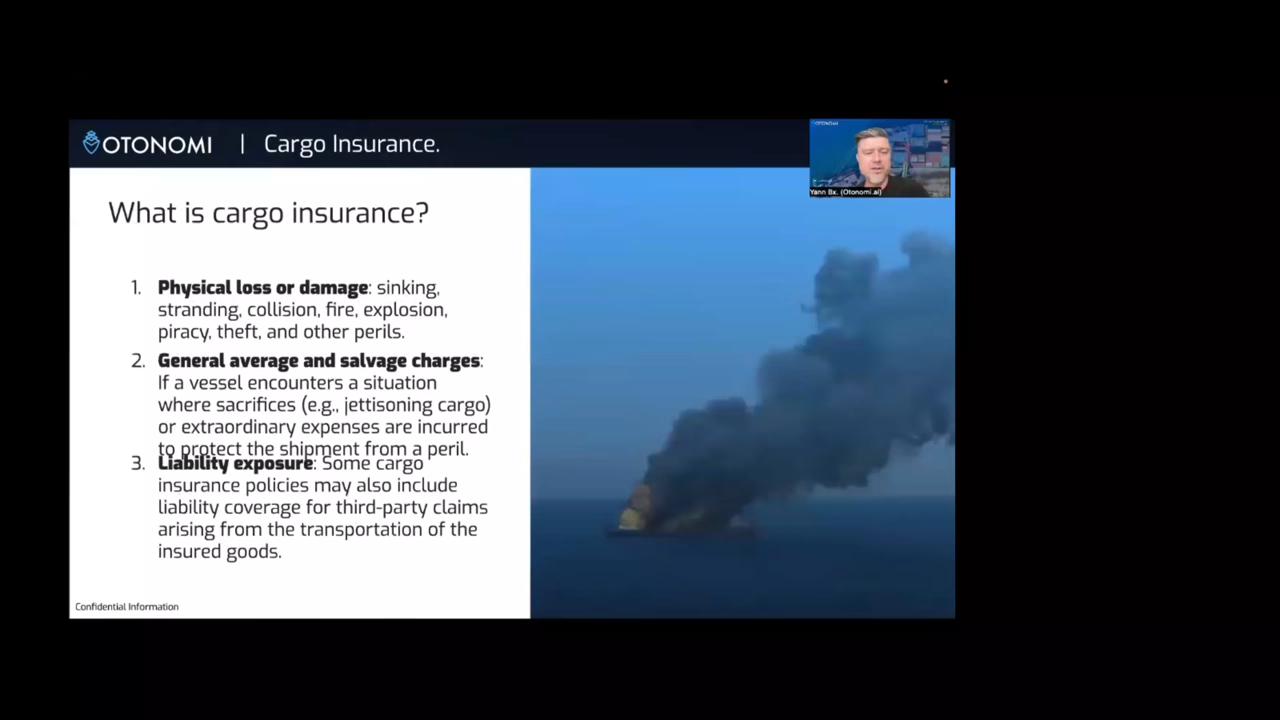 OTONOMI | Cargo Insurance.
OTONOMI
Yann Bx. (Otonomi.ai)
What is cargo insurance?
1. Physical loss or damage: sinking,
stranding, collision, fire, explosion,
piracy, theft, and other perils.
2. General average and salvage charges:
If a vessel encounters a situation
where sacrifices (e.g., jettisoning cargo)
or extraordinary expenses are incurred
to protect the shipment from a peril.
3. Liability exposure: Some cargo
insurance policies may also include
liability coverage for third-party claims
arising from the transportation of the
insured goods.
Confidential Information